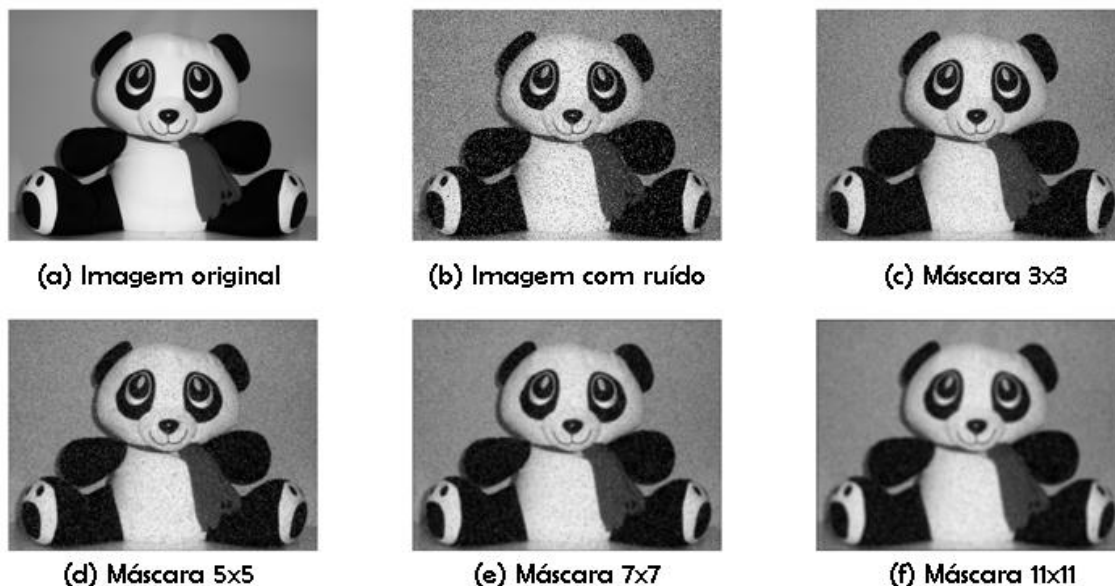 (a) Imagem original
(b) Imagem com ruído
(c) Máscara 3x3
(d) Máscara 5x5
(e) Máscara 7x7
(f) Máscara 11x11